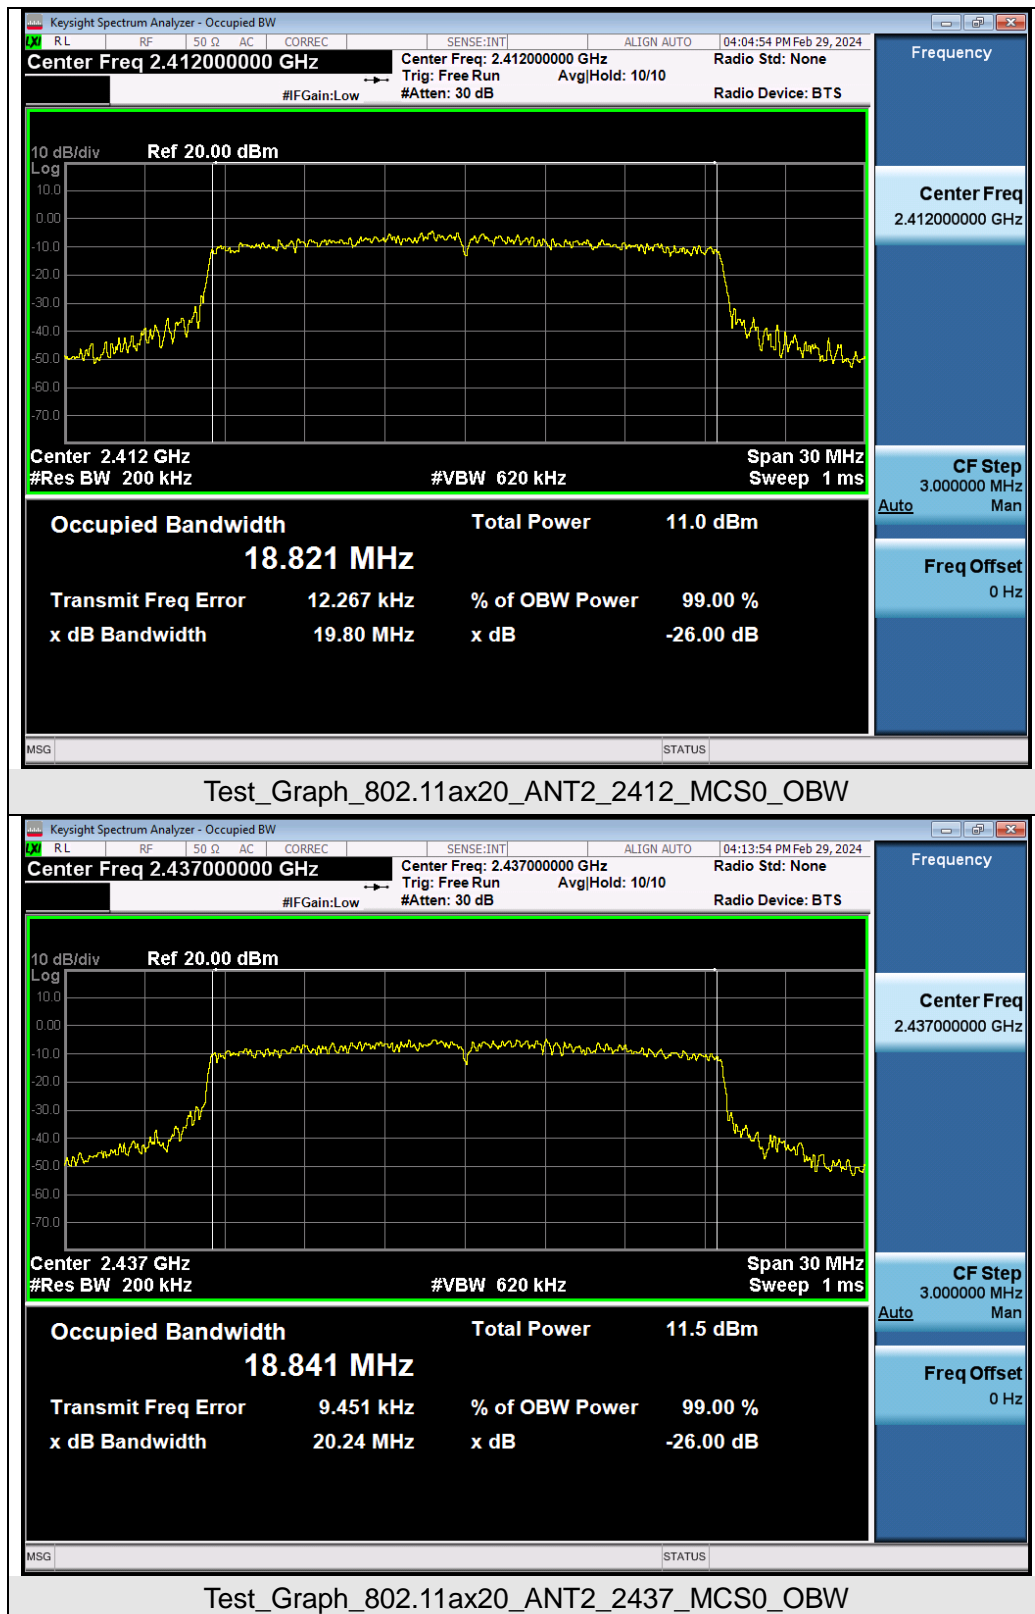 Keysight Spectrum Analyzer - Occupied BW
LXI RL RF 50 Ω AC CORREC SENSE:INT ALIGN AUTO 04:04:54 PM Feb 29, 2024
Center Freq 2.412000000 GHz
Center Freq: 2.412000000 GHz Radio Std: None
Trig: Free Run Avg|Hold: 10/10
#IFGain:Low #Atten: 30 dB Radio Device: BTS
Frequency
10 dB/div Ref 20.00 dBm
Log
10.0
0.00
-10.0
-20.0
-30.0
-40.0
-50.0
-60.0
-70.0
Center Freq
2.412000000 GHz
Center 2.412 GHz Span 30 MHz
#Res BW 200 kHz #VBW 620 kHz Sweep 1 ms
CF Step
3.000000 MHz
Auto Man
Occupied Bandwidth Total Power 11.0 dBm
18.821 MHz
Freq Offset
0 Hz
Transmit Freq Error 12.267 kHz % of OBW Power 99.00 %
x dB Bandwidth 19.80 MHz x dB -26.00 dB
MSG STATUS
Test_Graph_802.11ax20_ANT2_2412_MCS0_OBW
Keysight Spectrum Analyzer - Occupied BW
LXI RL RF 50 Ω AC CORREC SENSE:INT ALIGN AUTO 04:13:54 PM Feb 29, 2024
Center Freq 2.437000000 GHz
Center Freq: 2.437000000 GHz Radio Std: None
Trig: Free Run Avg|Hold: 10/10
#IFGain:Low #Atten: 30 dB Radio Device: BTS
Frequency
10 dB/div Ref 20.00 dBm
Log
10.0
0.00
-10.0
-20.0
-30.0
-40.0
-50.0
-60.0
-70.0
Center Freq
2.437000000 GHz
Center 2.437 GHz Span 30 MHz
#Res BW 200 kHz #VBW 620 kHz Sweep 1 ms
CF Step
3.000000 MHz
Auto Man
Occupied Bandwidth Total Power 11.5 dBm
18.841 MHz
Freq Offset
0 Hz
Transmit Freq Error 9.451 kHz % of OBW Power 99.00 %
x dB Bandwidth 20.24 MHz x dB -26.00 dB
MSG STATUS
Test_Graph_802.11ax20_ANT2_2437_MCS0_OBW